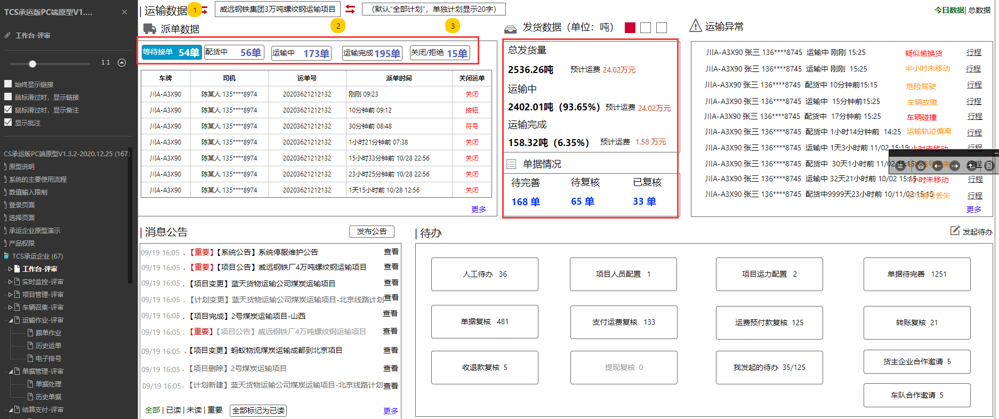 TCS承运版PC端原型V1....
工作台-评审
1:1
始终显示链接
鼠标滑过时，显示链接
鼠标滑过时，显示备注
显示批注
CS承运版PC端原型V1.3.2-2020.12.25 (167)
原型说明
系统的主要使用流程
数值输入限制
登录页面
选择页面
承运企业原型演示
产品权限
TCS承运企业 (67)
工作台-评审
实时监控-评审
项目管理-评审
车辆召集-评审
运输作业-评审
跟单作业
历史运单
电子排号
单据管理-评审
单据处理
历史单据
结算支付-评审
| 运输数据
1
威远钢铁集团3万吨螺纹钢运输项目
（默认“全部计划”，单独计划显示20字）
今日数据| 总数据
派单数据
2
3
等待接单 54单
配货中 56单
运输中 173单
运输完成195单
关闭/拒绝 15单
车牌 司机 运单号 派单时间 关闭运单
川A-A3X90 陈某人 135****8974 20203621212132 刚刚 09:23 关闭
川A-A3X90 陈某人 135****8974 20203621212132 10分钟前 09:12 按钮
川A-A3X90 陈某人 135****8974 20203621212132 30分钟前 08:48 符号
川A-A3X90 陈某人 135****8974 20203621212132 1小时21分钟前 07:38 关闭
川A-A3X90 陈某人 135****8974 20203621212132 15小时33分钟前 10/28 22:56 关闭
川A-A3X90 陈某人 135****8974 20203621212132 23小时25分钟前 10/28 22:56 关闭
川A-A3X90 陈某人 135****8974 20203621212132 1天15小时前 10/28 12:56 关闭
更多
发货数据（单位：吨）
总发货量
2536.26吨 预计运费 24.02万元
运输中
2402.01吨（93.65%） 预计运费 24.02万元
运输完成
158.32吨（6.35%） 预计运费 1.58 万元
单据情况
待完善 待复核 已复核
168 单 65 单 33 单
运输异常
川A-A3X90 张三 136****8745 运输中 刚刚 15:25 疑似偷换货 行程
川A-A3X90 张三 136****8745 运输中 刚刚 15:25 半小时未移动 行程
川A-A3X90 张三 136****8745 配货中 10分钟前15:15 危险驾驶 行程
川A-A3X90 张三 136****8745 运输中 15分钟前15:25 车辆故障 行程
川A-A3X90 张三 136****8745 配货中 17分钟前 15:25 车辆碰撞 行程
川A-A3X90 张三 136****8745 配货中 1小时14分钟前 14:25 运输轨迹偏离 行程
川A-A3X90 张三 136****8745 运输中 1天3小时前 11/02 15:15 1小时未移动 行程
川A-A3X90 张三 136****8745 配货中 30天1小时前 11/02 15:13 行程
川A-A3X90 张三 136****8745 运输中 32天21小时前 10/02 15:15 小时未移动 行程
川A-A3X90 张三 136****8745 配货中9999天23小时前 10/11/02 15:15 GPS信号丢失 行程
更多
| 消息公告
发布公告
09/19 16:05 . 【重要】【系统公告】系统停服维护公告 查看
09/19 16:05 . 【重要】【项目公告】威远钢铁厂4万吨螺纹钢运输项目 查看
09/19 16:05 . 【项目变更】蓝天货物运输公司煤炭运输项目 查看
09/19 16:05 . 【计划变更】蓝天货物运输公司煤炭运输项目-北京线路计划 查看
09/19 16:05 . 【项目完成】2号煤炭运输项目-山西 查看
09/19 16:05 . 【重要】【项目公告】威远钢铁厂4万吨螺纹钢运输项目 查看
09/19 16:05 . 【项目变更】蚂蚁物流煤炭运输成都到北京项目 查看
09/19 16:05 . 【项目删除】2号煤炭运输项目 查看
09/19 16:05 . 【计划新建】蓝天货物运输公司煤炭运输项目-北京线路计划 查看
全部 | 已读 | 未读 | 重要
全部标记为已读
更多
| 待办
发起待办
人工待办 36
项目人员配置 1
项目运力配置 2
单据待完善 1251
单据复核 481
支付运费复核 133
运费预付款复核 125
转账复核 21
收退款复核 5
提现复核 0
我发起的待办 35/125
货主企业合作邀请 5
车队合作邀请 5